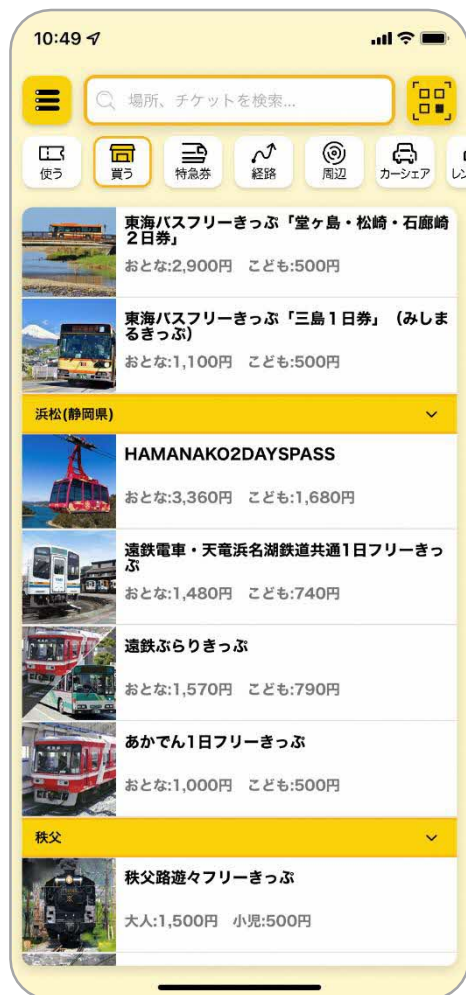 10:49
場所、チケットを検索...
使う 買う 特急券 経路 周辺 カーシェア レン
東海バスフリーきっぷ「堂ヶ島・松崎・石廊崎
２日券」
おとな:2,900円 こども:500円
東海バスフリーきっぷ「三島１日券」（みしま
るきっぷ）
おとな:1,100円 こども:500円
浜松(静岡県)
HAMANAKO2DAYSPASS
おとな:3,360円 こども:1,680円
遠鉄電車・天竜浜名湖鉄道共通1日フリーきっ
ぷ
おとな:1,480円 こども:740円
遠鉄ぶらりきっぷ
おとな:1,570円 こども:790円
あかでん1日フリーきっぷ
おとな:1,000円 こども:500円
秩父
秩父路遊々フリーきっぷ
大人:1,500円 小児:500円